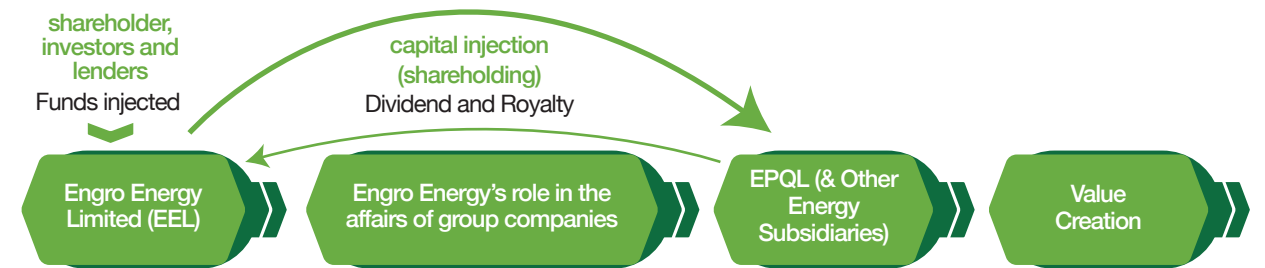 shareholder,
investors and
lenders
Funds injected
capital injection
(shareholding)
Dividend and Royalty
Engro Energy
Limited (EEL)
Engro Energy’s role in the
affairs of group companies
EPQL (& Other
Energy
Subsidiaries)
Value
Creation